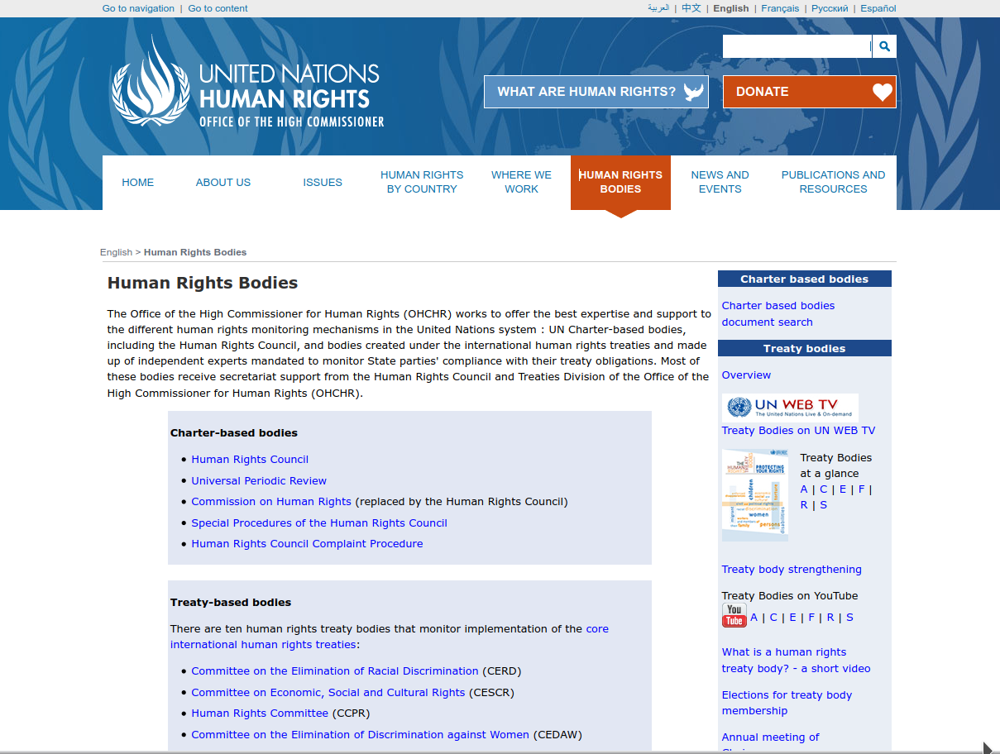 Go to navigation | Go to content
العربية | 中文 | English | Français | Русский | Español
UNITED NATIONS
HUMAN RIGHTS
OFFICE OF THE HIGH COMMISSIONER
WHAT ARE HUMAN RIGHTS?
DONATE
HOME
ABOUT US
ISSUES
HUMAN RIGHTS
BY COUNTRY
WHERE WE
WORK
HUMAN RIGHTS
BODIES
NEWS AND
EVENTS
PUBLICATIONS AND
RESOURCES
English > Human Rights Bodies
Human Rights Bodies
The Office of the High Commissioner for Human Rights (OHCHR) works to offer the best expertise and support to
the different human rights monitoring mechanisms in the United Nations system : UN Charter-based bodies,
including the Human Rights Council, and bodies created under the international human rights treaties and made
up of independent experts mandated to monitor State parties' compliance with their treaty obligations. Most of
these bodies receive secretariat support from the Human Rights Council and Treaties Division of the Office of the
High Commissioner for Human Rights (OHCHR).
Charter-based bodies
• Human Rights Council
• Universal Periodic Review
• Commission on Human Rights (replaced by the Human Rights Council)
• Special Procedures of the Human Rights Council
• Human Rights Council Complaint Procedure
Treaty-based bodies
There are ten human rights treaty bodies that monitor implementation of the core
international human rights treaties:
• Committee on the Elimination of Racial Discrimination (CERD)
• Committee on Economic, Social and Cultural Rights (CESCR)
• Human Rights Committee (CCPR)
• Committee on the Elimination of Discrimination against Women (CEDAW)
Charter based bodies
Charter based bodies
document search
Treaty bodies
Overview
UN WEB TV
The United Nations Live & On-demand
Treaty Bodies on UN WEB TV
THE
HUMAN
PROTECTING
YOUR RIGHTS
children
women
persons
disabilities
Treaty Bodies
at a glance
A | C | E | F |
R | S
Treaty body strengthening
Treaty Bodies on YouTube
You
Tube
A | C | E | F | R | S
What is a human rights
treaty body? - a short video
Elections for treaty body
membership
Annual meeting of